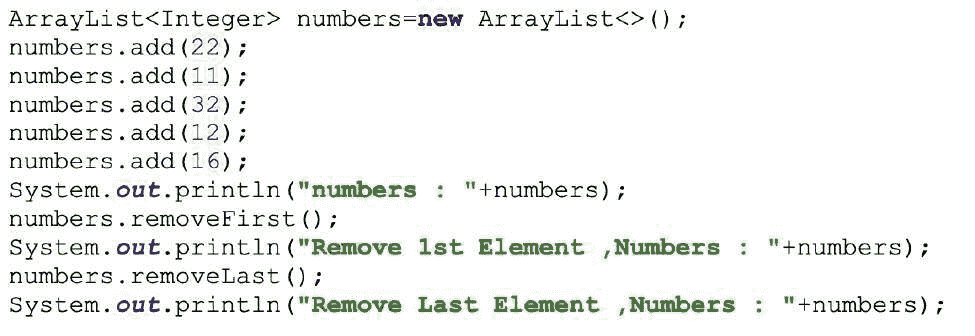 ArrayList<Integer> numbers=new ArrayList<>();
numbers.add(22);
numbers.add(11);
numbers.add(32);
numbers.add(12);
numbers.add(16);
System.out.println("numbers : "+numbers);
numbers.removeFirst();
System.out.println("Remove 1st Element ,Numbers : "+numbers);
numbers.removeLast();
System.out.println("Remove Last Element ,Numbers : "+numbers);